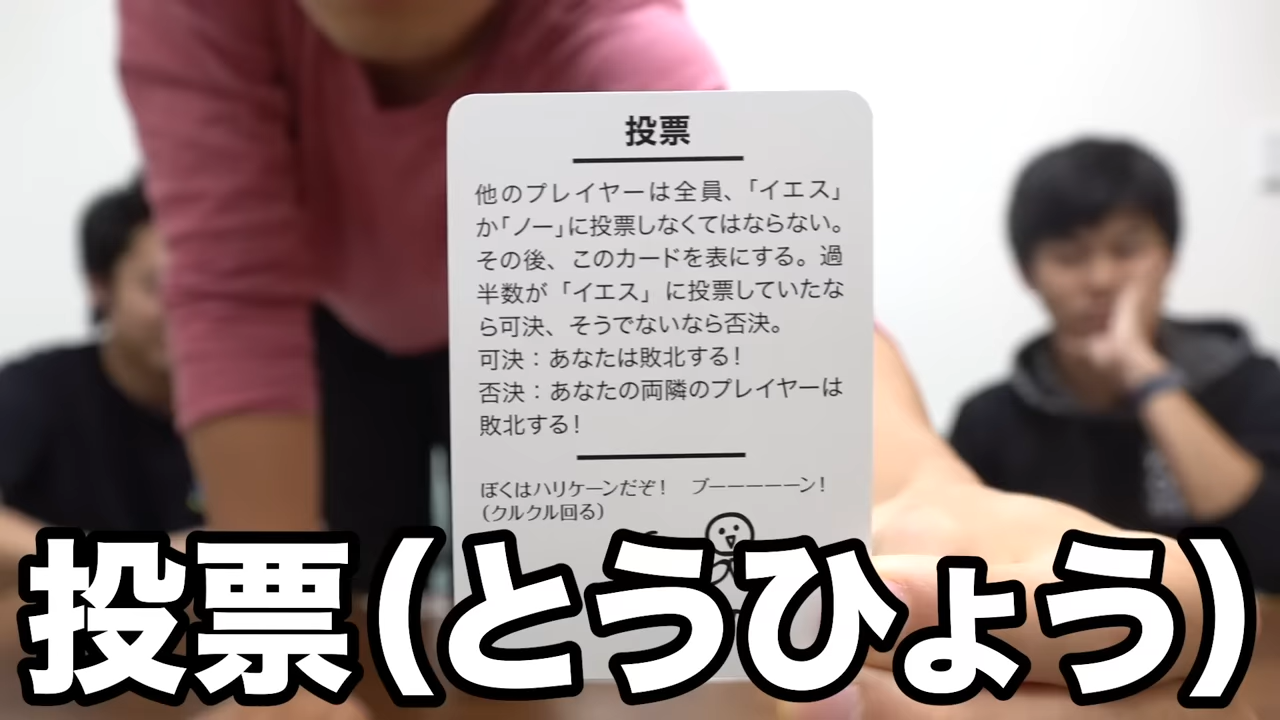 投票
他のプレイヤーは全員、「イエス」
か「ノー」に投票しなくてはならない。
その後、このカードを表にする。過
半数が「イエス」に投票していたな
ら可決、そうでないなら否決。
可決：あなたは敗北する！
否決：あなたの両隣のプレイヤーは
敗北する！
ぼくはハリケーンだぞ！　ブーーーーーン！
（クルクル回る）
投票(とうひょう)